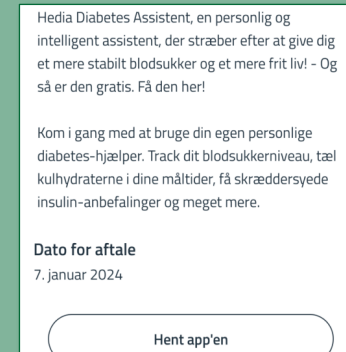 Hedia Diabetes Assistent, en personlig og
intelligent assistent, der stræber efter at give dig
et mere stabilt blodsukker og et mere frit liv! - Og
så er den gratis. Få den her!
Kom i gang med at bruge din egen personlige
diabetes-hjælper. Track dit blodsukkerniveau, tæl
kulhydraterne i dine måltider, få skræddersyede
insulin-anbefalinger og meget mere.
Dato for aftale
7. januar 2024
Hent app'en